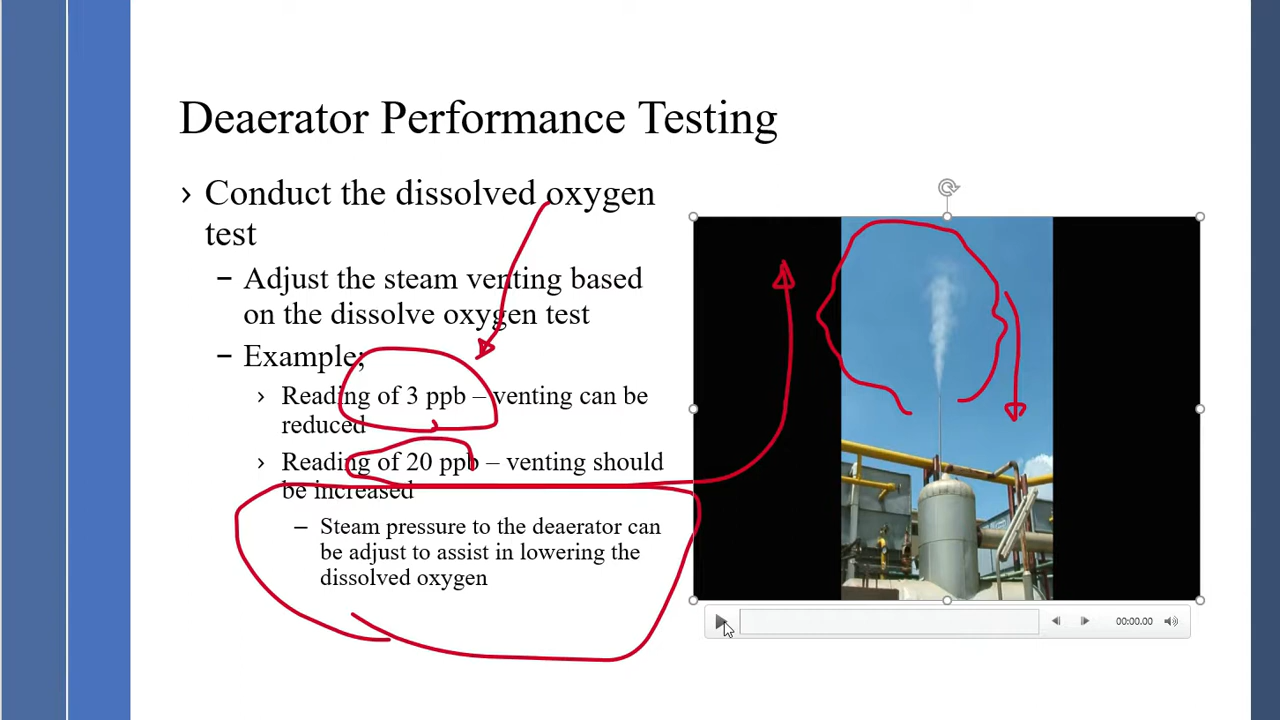 Deaerator Performance Testing
› Conduct the dissolved oxygen
test
– Adjust the steam venting based
on the dissolve oxygen test
– Example;
› Reading of 3 ppb – venting can be
reduced
› Reading of 20 ppb – venting should
be increased
– Steam pressure to the deaerator can
be adjust to assist in lowering the
dissolved oxygen
00:00.00